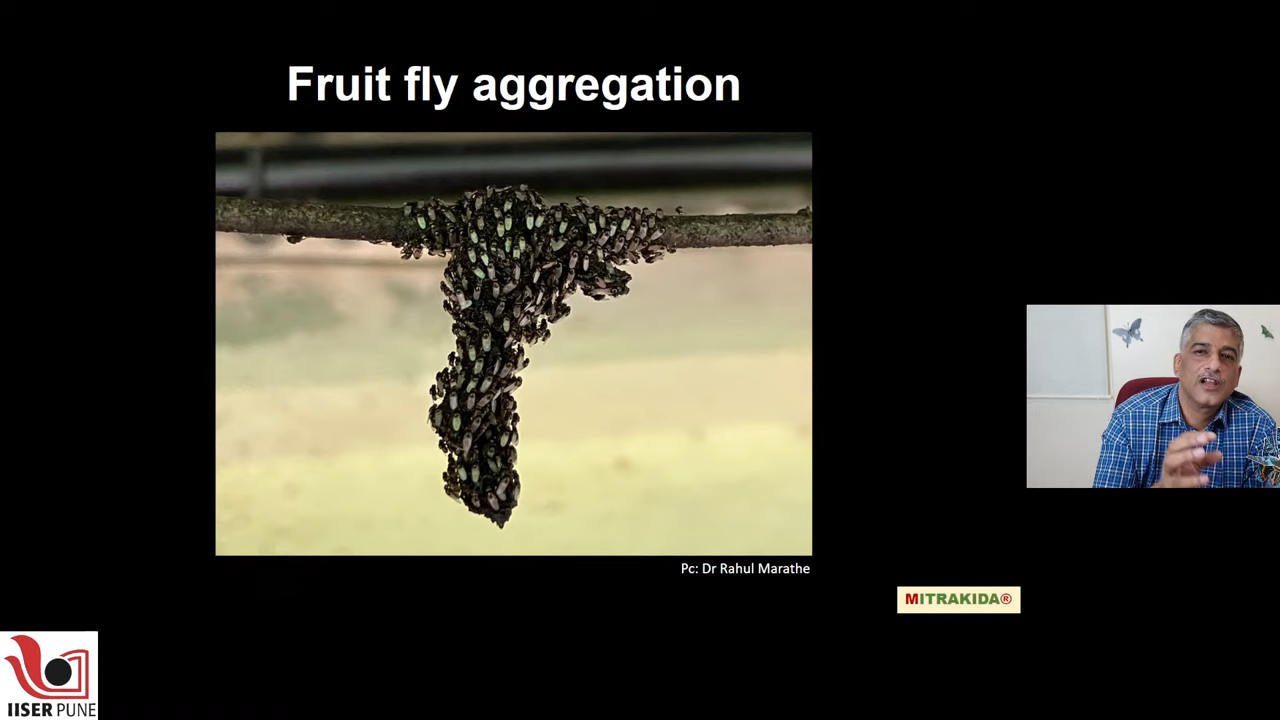 Fruit fly aggregation
Pc: Dr Rahul Marathe
MITRAKIDA®
IISER PUNE